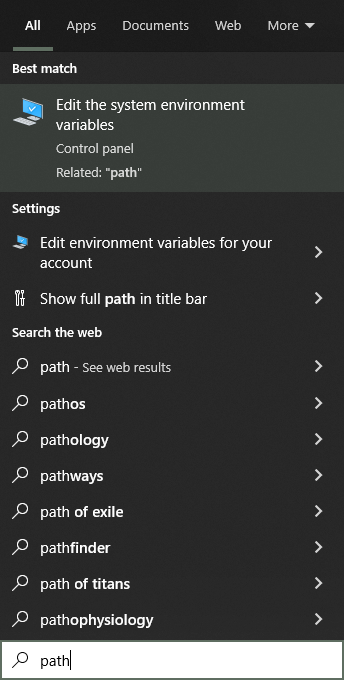 All Apps Documents Web More
Best match
Edit the system environment
variables
Control panel
Related: "path"
Settings
Edit environment variables for your
account
Show full path in title bar
Search the web
path - See web results
pathos
pathology
pathways
path of exile
pathfinder
path of titans
pathophysiology
path